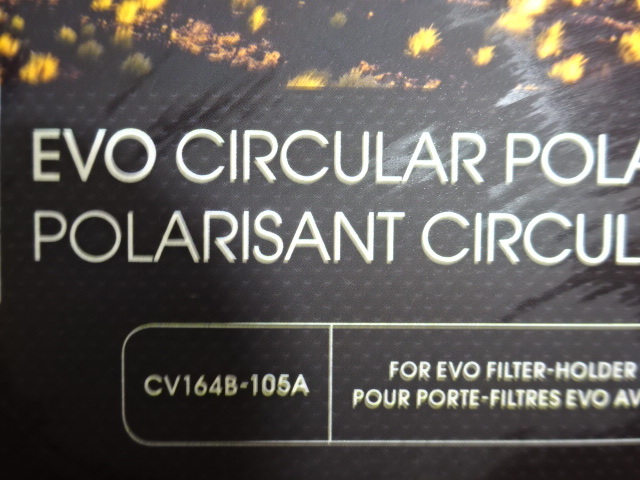 EVO CIRCULAR POLA
POLARISANT CIRCUL
CV164B-105A
FOR EVO FILTER-HOLDER
POUR PORTE-FILTRES EVO AV